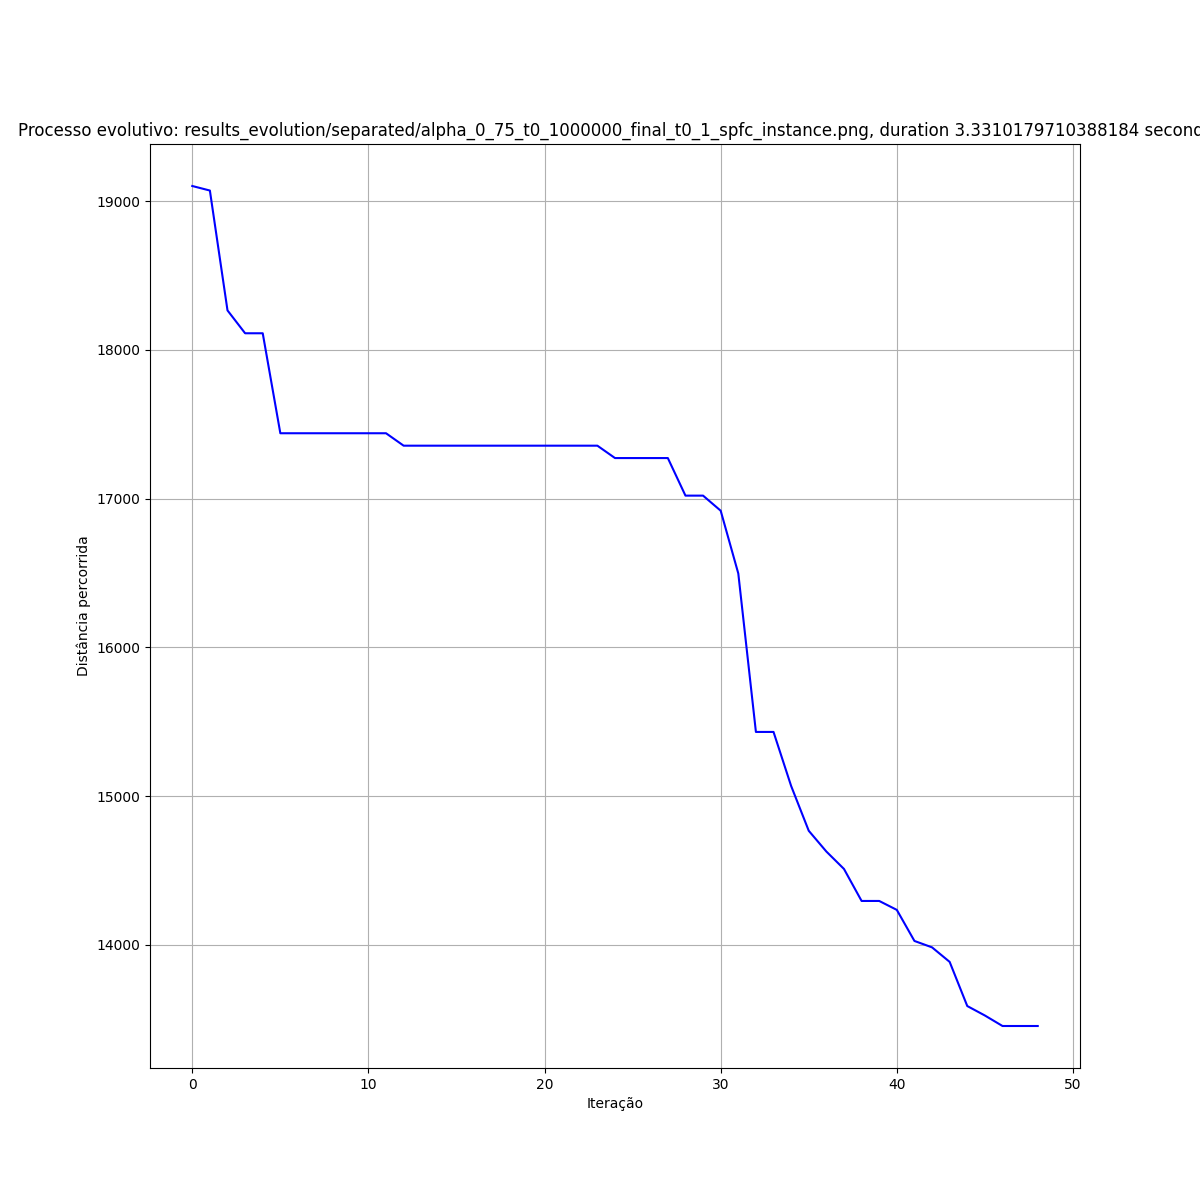 Processo evolutivo: results_evolution/separated/alpha_0_75_t0_1000000_final_t0_1_spfc_instance.png, duration 3.3310179710388184 second
19000
18000
17000
16000
15000
14000
Distância percorrida
0 10 20 30 40 50
Iteração